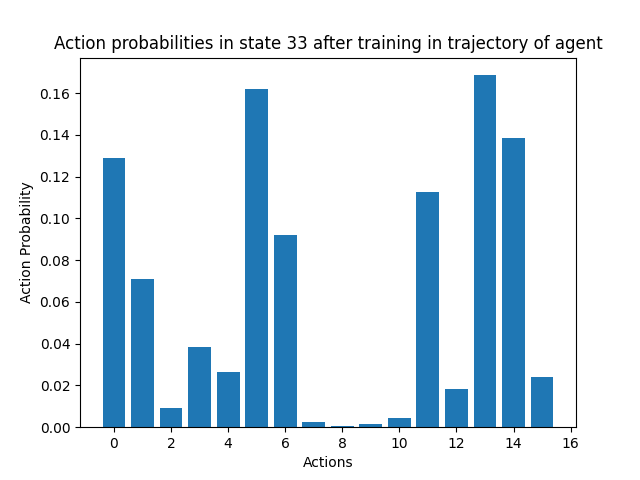 Action probabilities in state 33 after training in trajectory of agent
0.16
0.14
0.12
0.10
0.08
0.06
0.04
0.02
0.00
Action Probability
0 2 4 6 8 10 12 14 16
Actions